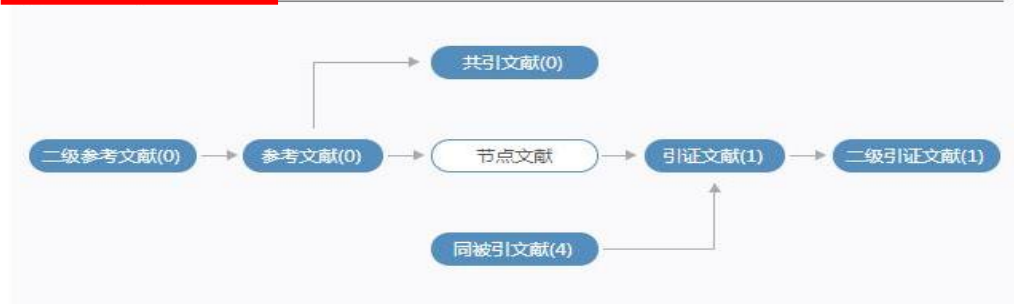 共引文献(0)
二级参考文献(0)
参考文献(0)
节点文献
引证文献(1)
二级引证文献(1)
同被引文献(4)